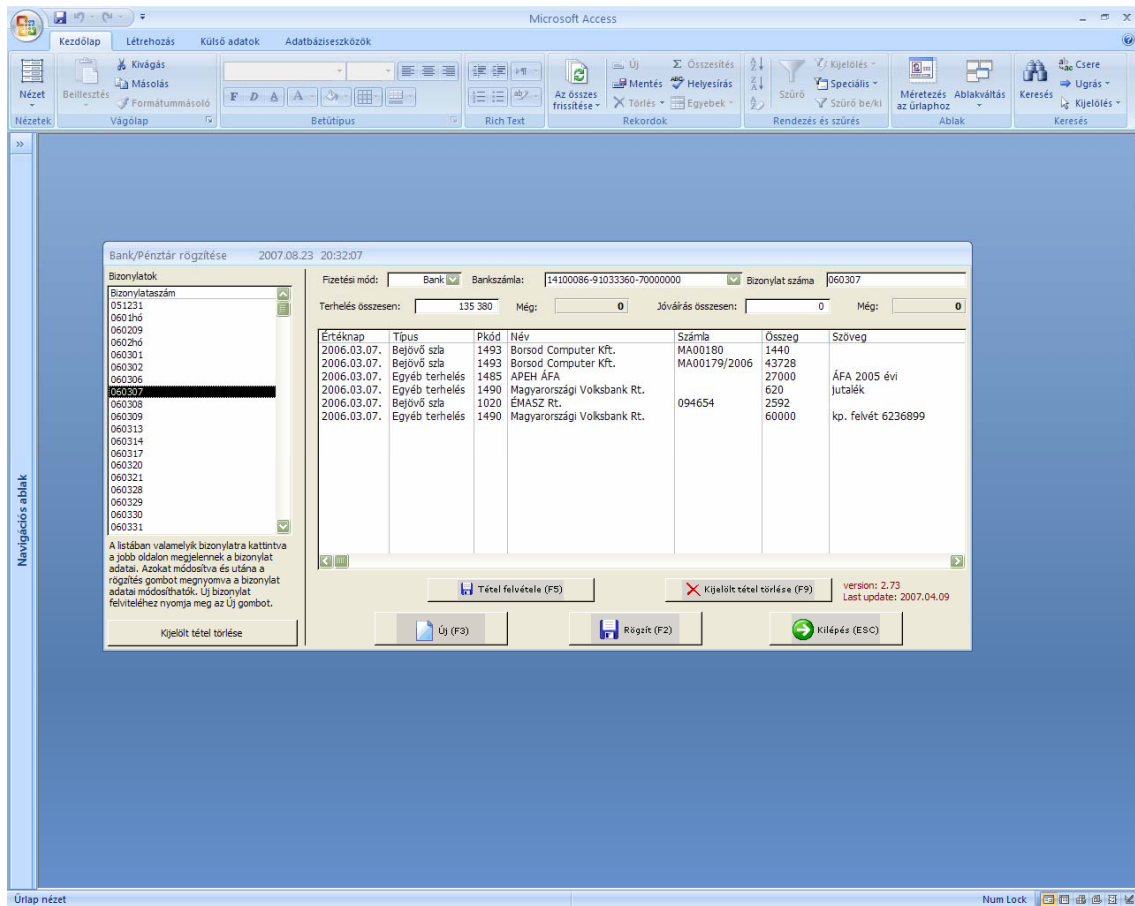 Microsoft Access
Kezdőlap Létrehozás Külső adatok Adatbáziseszközök
Nézet
Nézetek
Beillesztés
Kivágás
Másolás
Formátummásoló
Vágólap
F D A A
Betűtípus
Rich Text
Az összes frissítése
Új
Mentés
Törlés
Összesítés
Helyesírás
Egyebek
Rekordok
Szűrő
Kijelölés
Speciális
Szűrő be/ki
Rendezés és szűrés
Méretezés az űrlaphoz
Ablakváltás
Ablak
Keresés
Csere
Ugrás
Kijelölés
Keresés
Navigációs ablak
Bank/Pénztár rögzítése 2007.08.23 20:32:07
Bizonylatok
Bizonylataszám
051231
0601hó
060209
0602hó
060301
060302
060306
060307
060308
060309
060313
060314
060317
060320
060321
060328
060329
060330
060331
A listában valamelyik bizonylatra kattintva
a jobb oldalon megjelennek a bizonylat
adatai. Azokat módosítva és utána a
rögzítés gombot megnyomva a bizonylat
adatai módosíthatók. Új bizonylat
felviteléhez nyomja meg az Új gombot.
Kijelölt tétel törlése
Fizetési mód: Bank Bankszámla: 14100086-91033360-70000000 Bizonylat száma 060307
Terhelés összesen: 135 380 Még: 0 Jóváírás összesen: 0 Még: 0
Értéknap Típus Pkód Név Számla Összeg Szöveg
2006.03.07. Bejövő szla 1493 Borsod Computer Kft. MA00180 1440
2006.03.07. Bejövő szla 1493 Borsod Computer Kft. MA00179/2006 43728
2006.03.07. Egyéb terhelés 1485 APEH ÁFA 27000 ÁFA 2005 évi
2006.03.07. Egyéb terhelés 1490 Magyarországi Volksbank Rt. 620 jutalék
2006.03.07. Bejövő szla 1020 ÉMASZ Rt. 094654 2592
2006.03.07. Egyéb terhelés 1490 Magyarországi Volksbank Rt. 60000 kp. felvét 6236899
Tétel felvétele (F5) Kijelölt tétel törlése (F9)
version: 2.73
Last update: 2007.04.09
Új (F3) Rögzít (F2) Kilépés (ESC)
Űrlap nézet Num Lock